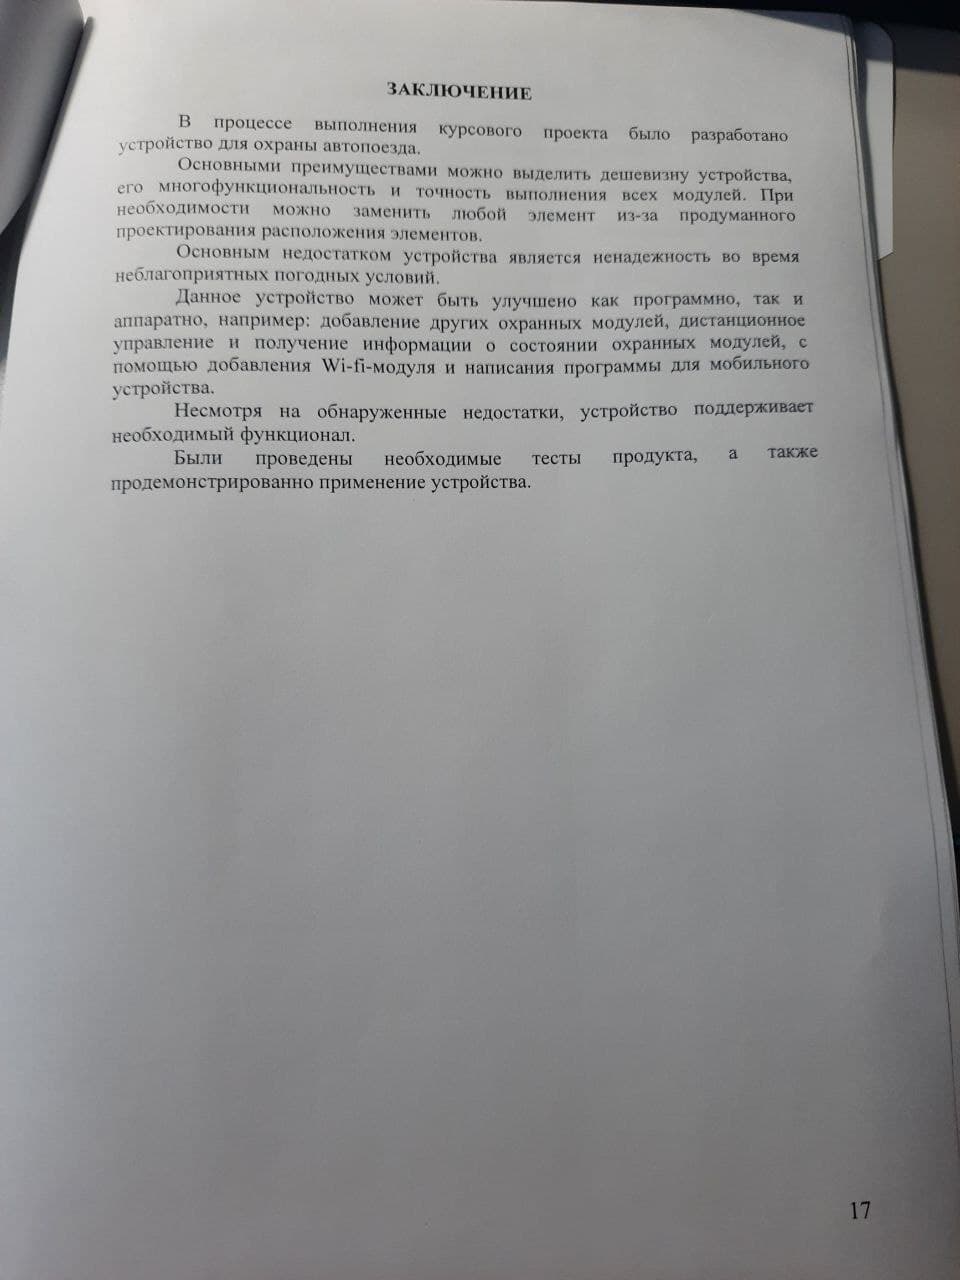 ЗАКЛЮЧЕНИЕ
В процессе выполнения курсового проекта было разработано
устройство для охраны автопоезда.
Основными преимуществами можно выделить дешевизну устройства,
его многофункциональность и точность выполнения всех модулей. При
необходимости можно заменить любой элемент из-за продуманного
проектирования расположения элементов.
Основным недостатком устройства является ненадежность во время
неблагоприятных погодных условий.
Данное устройство может быть улучшено как программно, так и
аппаратно, например: добавление других охранных модулей, дистанционное
управление и получение информации о состоянии охранных модулей, с
помощью добавления Wi-fi-модуля и написания программы для мобильного
устройства.
Несмотря на обнаруженные недостатки, устройство поддерживает
необходимый функционал.
Были проведены необходимые тесты продукта, а также
продемонстрированно применение устройства.
17